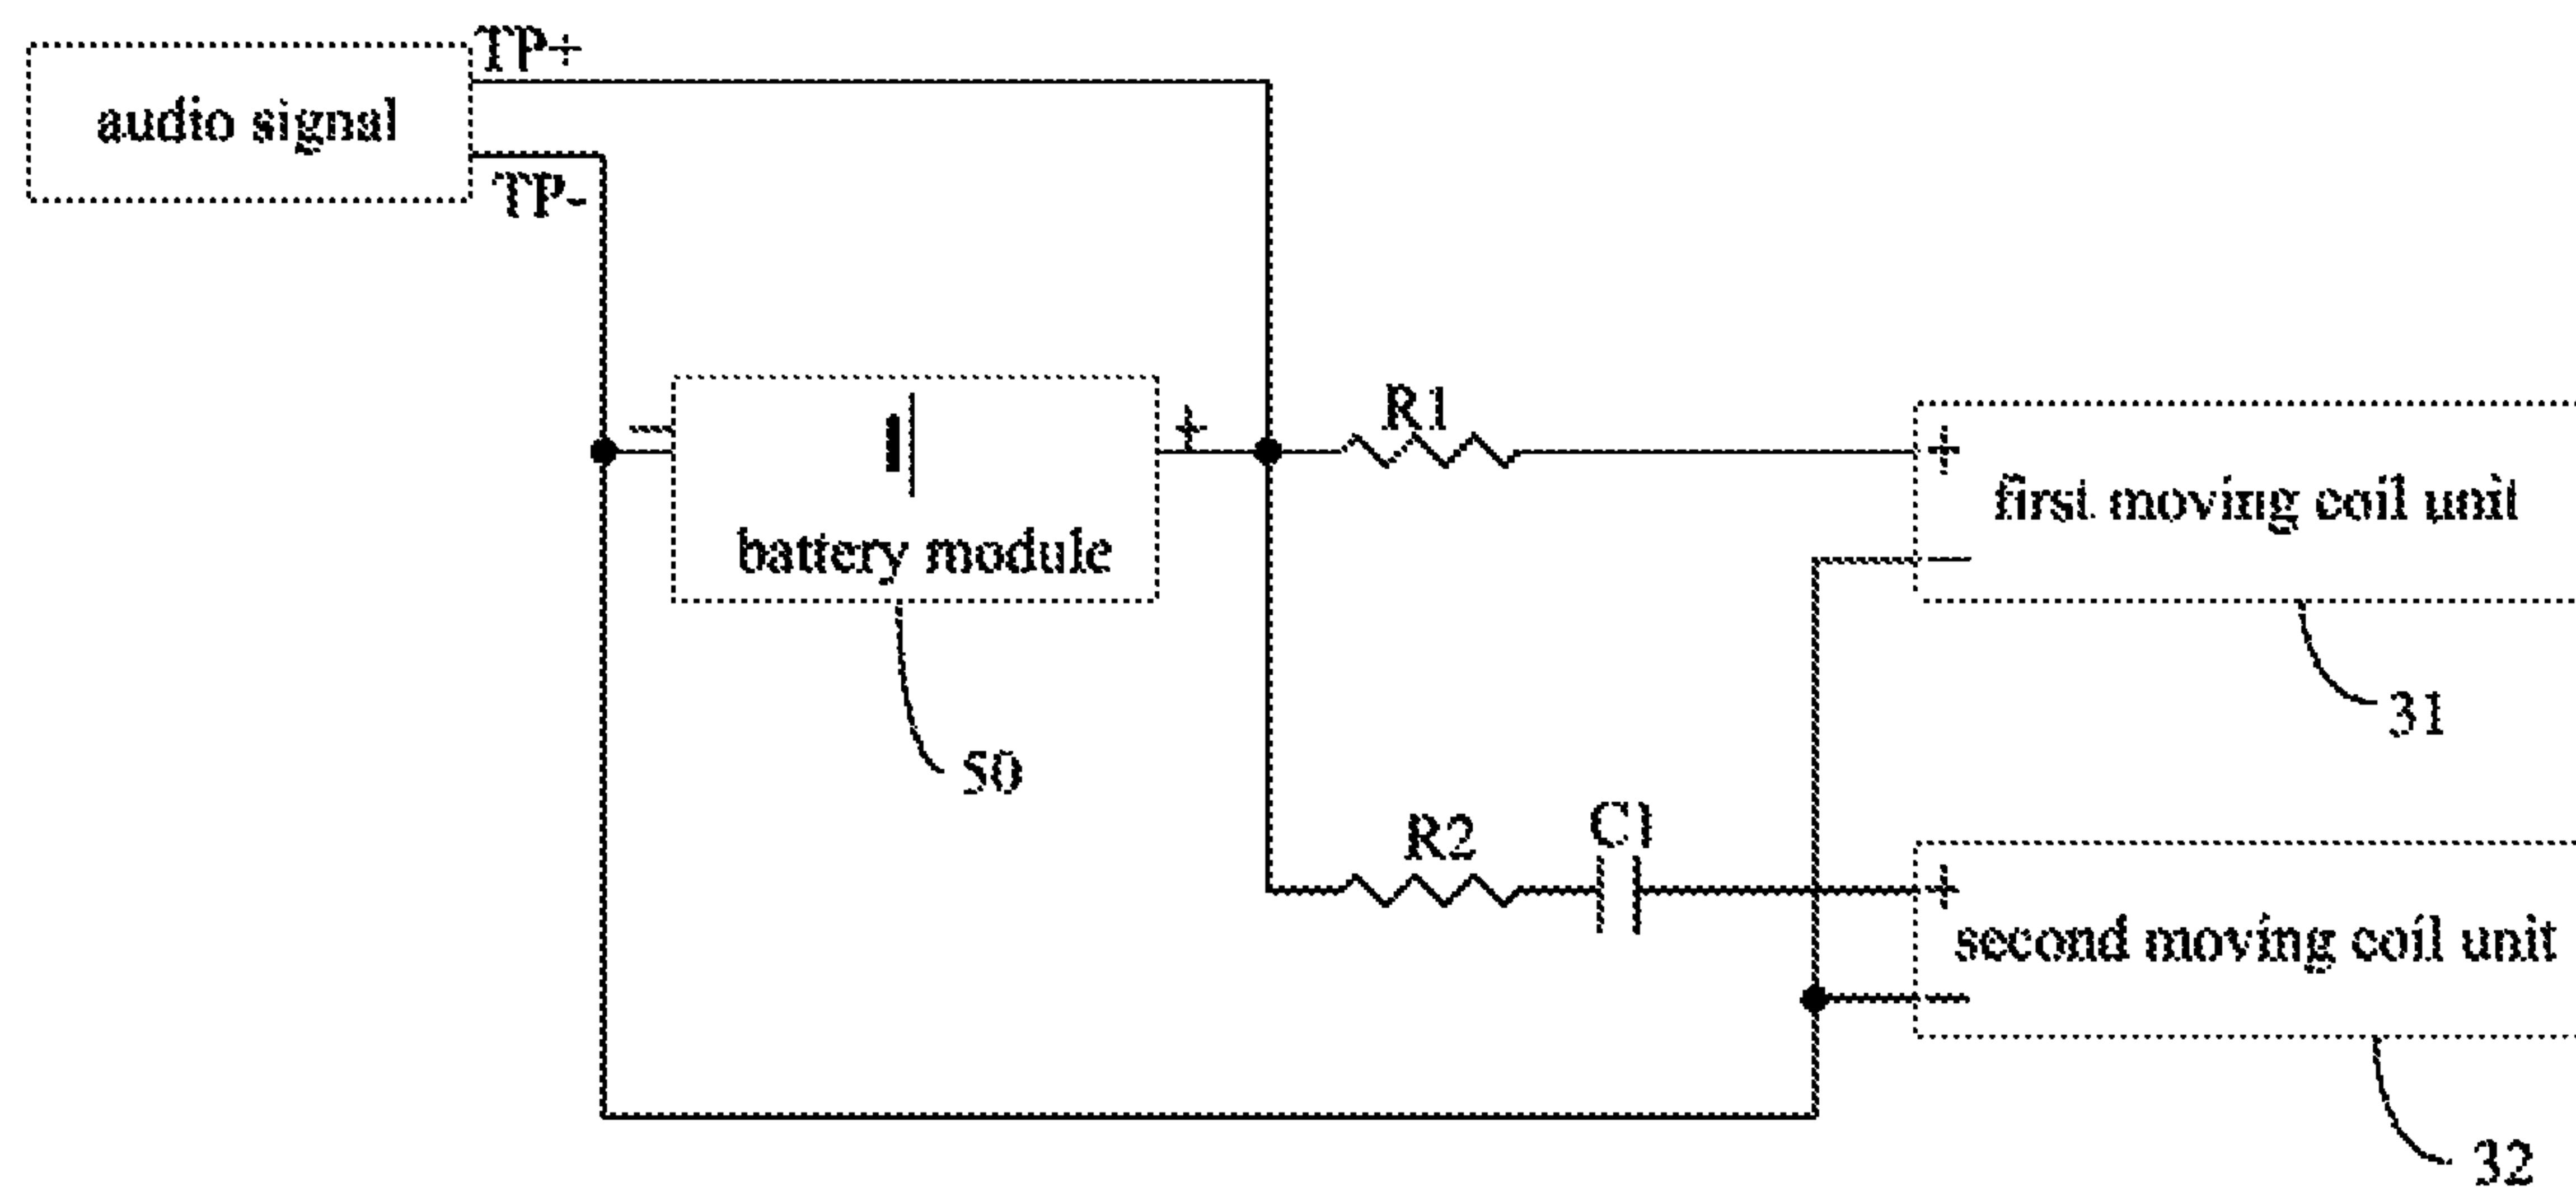 TP+
audio signal
TP-
− +
R1
+
first moving coil unit
−
battery module
31
50
C1
R2
+
second moving coil unit
−
32